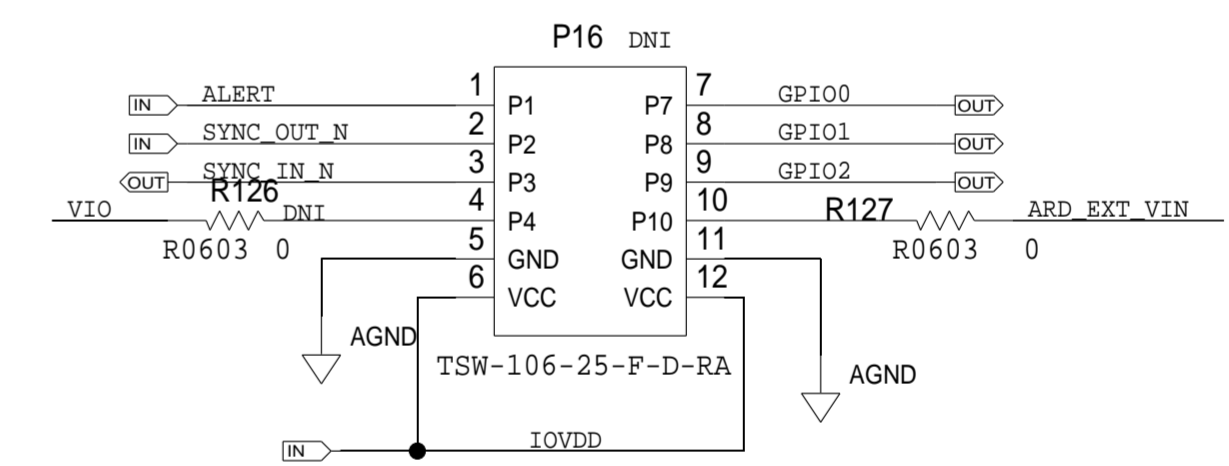 P16 DNI
1 7
IN ALERT P1 P7 GPIO0 OUT
2 8
IN SYNC_OUT_N P2 P8 GPIO1 OUT
3 9
OUT SYNC_IN_N P3 P9 GPIO2 OUT
R126 4 10 R127
VIO DNI P4 P10 ARD_EXT_VIN
R0603 0 5 11 R0603 0
GND GND
6 12
VCC VCC
AGND
TSW-106-25-F-D-RA
AGND
IN IOVDD